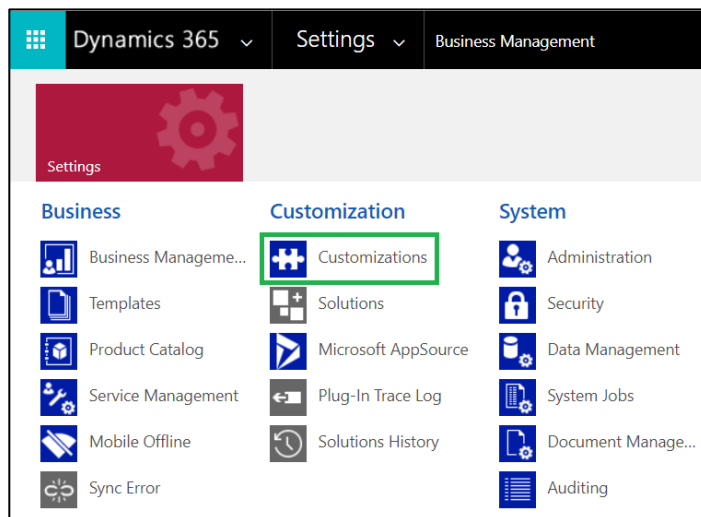 Dynamics 365
Settings
Business Management
Settings
Business
Business Manageme...
Templates
Product Catalog
Service Management
Mobile Offline
Sync Error
Customization
Customizations
Solutions
Microsoft AppSource
Plug-In Trace Log
Solutions History
System
Administration
Security
Data Management
System Jobs
Document Manage...
Auditing